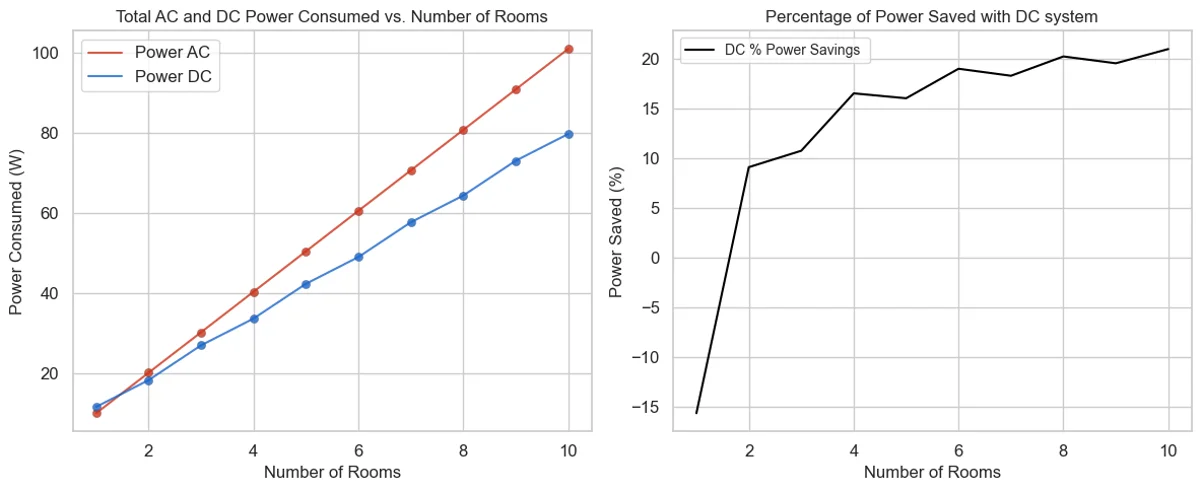 Total AC and DC Power Consumed vs. Number of Rooms
Power AC
Power DC
100
80
60
40
20
Power Consumed (W)
2 4 6 8 10
Number of Rooms
Percentage of Power Saved with DC system
DC % Power Savings
20
15
10
5
0
−5
−10
−15
Power Saved (%)
2 4 6 8 10
Number of Rooms